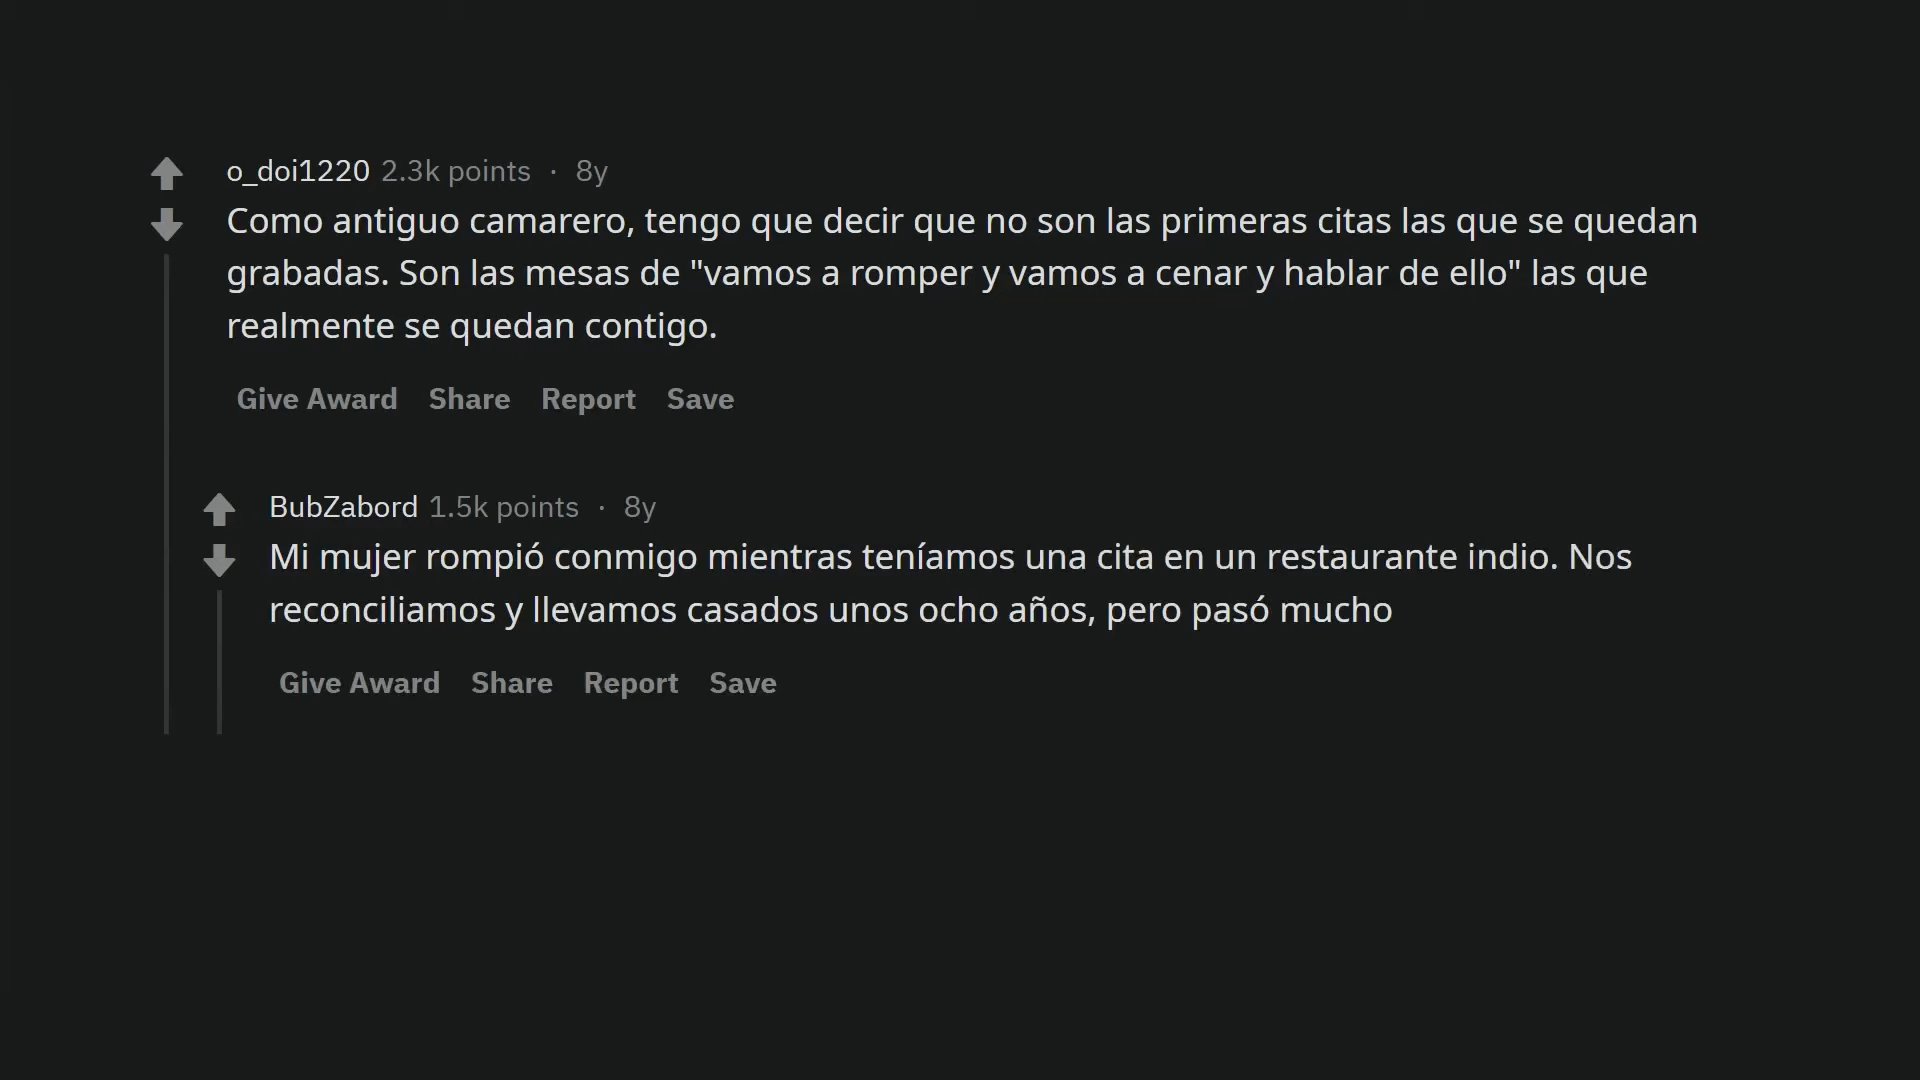 o_doi1220 2.3k points · 8y
Como antiguo camarero, tengo que decir que no son las primeras citas las que se quedan
grabadas. Son las mesas de "vamos a romper y vamos a cenar y hablar de ello" las que
realmente se quedan contigo.
Give Award Share Report Save
BubZabord 1.5k points · 8y
Mi mujer rompió conmigo mientras teníamos una cita en un restaurante indio. Nos
reconciliamos y llevamos casados unos ocho años, pero pasó mucho
Give Award Share Report Save